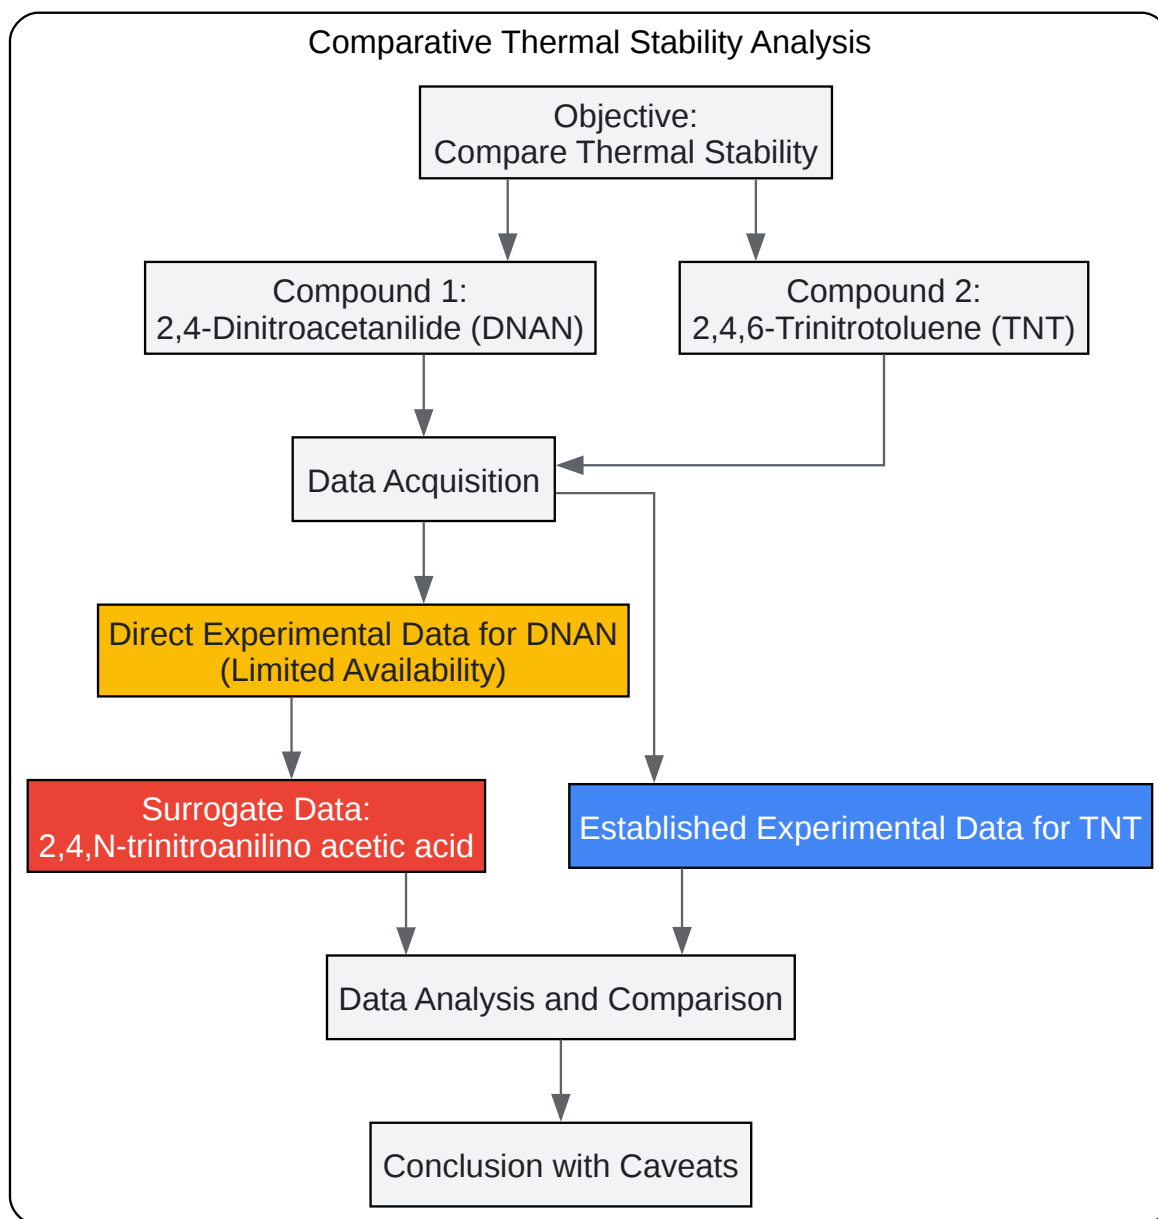 Comparative Thermal Stability Analysis
Objective:
Compare Thermal Stability
Compound 1:
2,4-Dinitroacetanilide (DNAN)
Compound 2:
2,4,6-Trinitrotoluene (TNT)
Data Acquisition
Direct Experimental Data for DNAN
(Limited Availability)
Surrogate Data:
2,4,N-trinitroanilino acetic acid
Established Experimental Data for TNT
Data Analysis and Comparison
Conclusion with Caveats